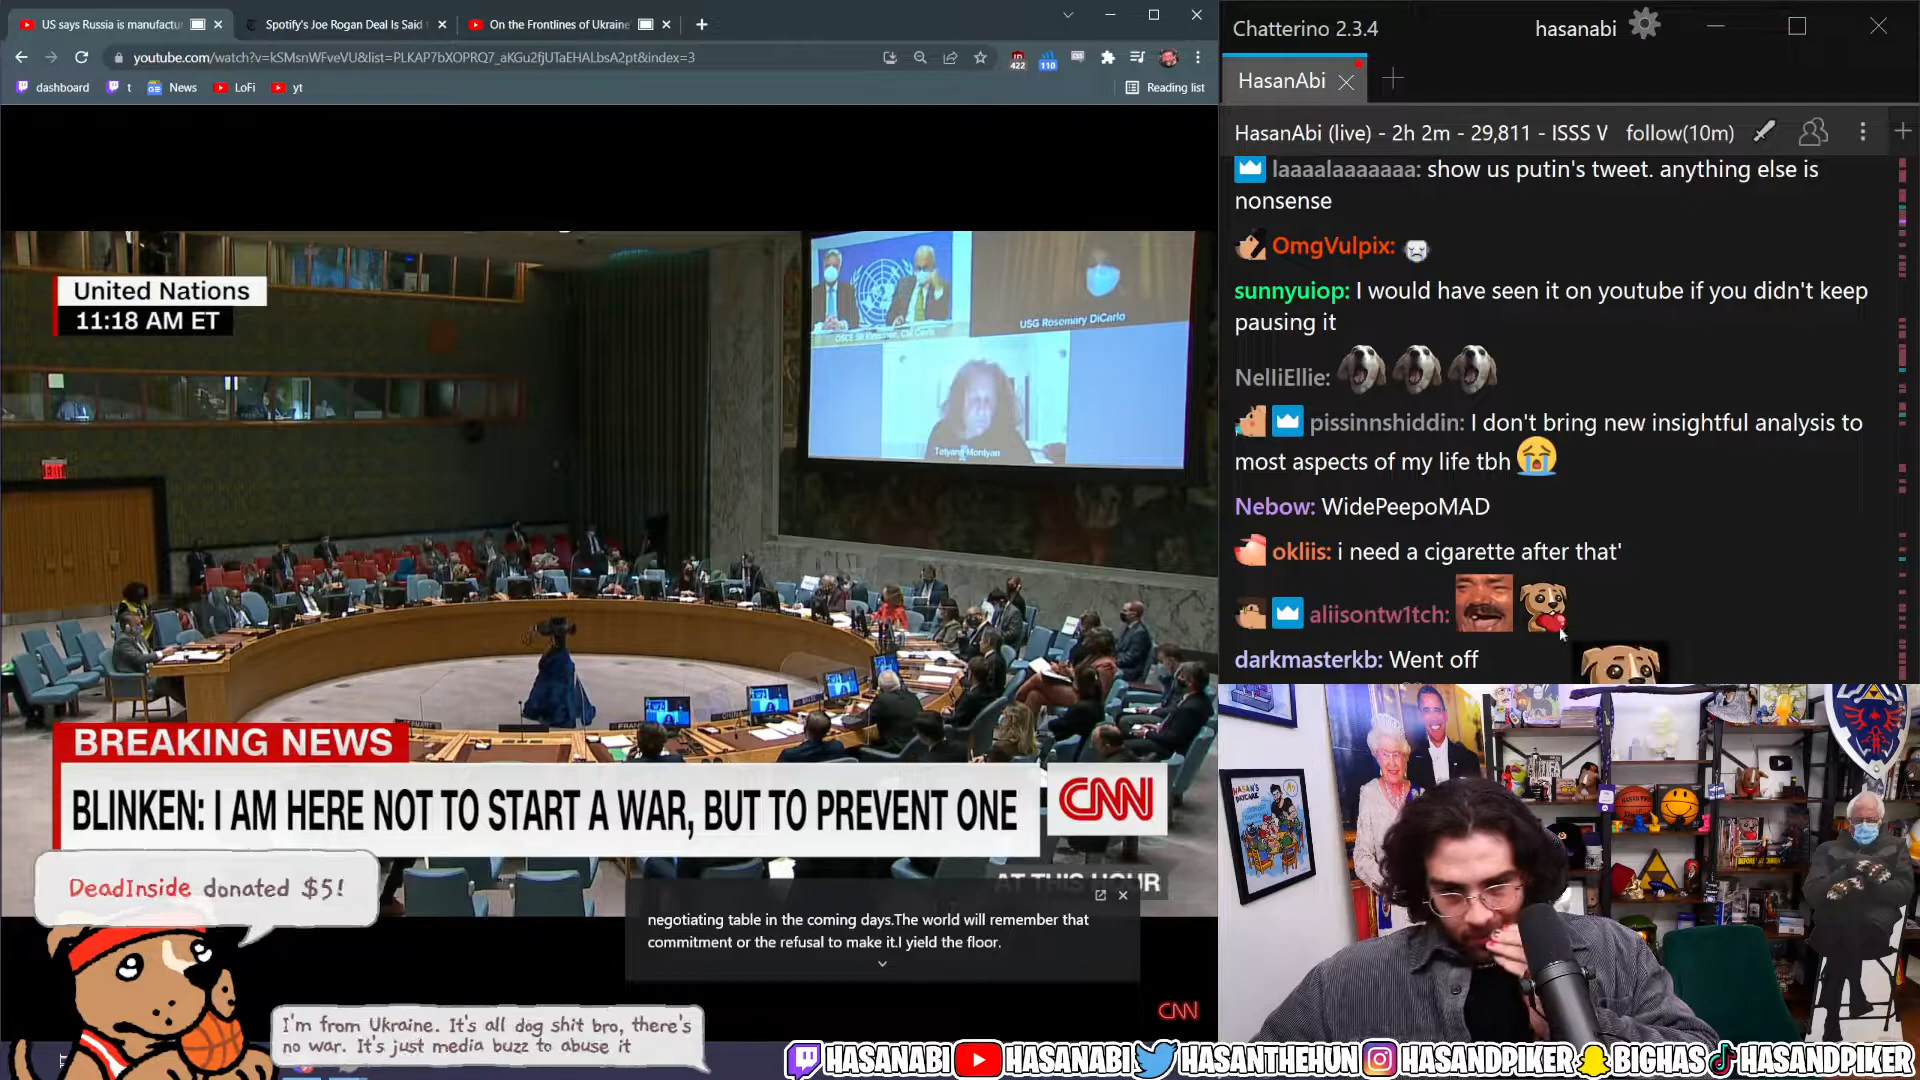 US says Russia is manufactu
Spotify's Joe Rogan Deal Is Said
On the Frontlines of Ukraine'
youtube.com/watch?v=kSMsnWFveVU&list=PLKAP7bXOPRQ7_aKGu2fjUTaEHALbsA2pt&index=3
422
110
dashboard
t
News
LoFi
yt
Reading list
United Nations
11:18 AM ET
USG Rosemary DiCarlo
Tetyana Montyan
BREAKING NEWS
BLINKEN: I AM HERE NOT TO START A WAR, BUT TO PREVENT ONE
CNN
AT THIS HOUR
negotiating table in the coming days.The world will remember that
commitment or the refusal to make it.I yield the floor.
CNN
DeadInside donated $5!
I'm from Ukraine. It's all dog shit bro, there's
no war. It's just media buzz to abuse it
Chatterino 2.3.4
hasanabi
HasanAbi
HasanAbi (live) - 2h 2m - 29,811 - ISSS V
follow(10m)
laaaalaaaaaaa: show us putin's tweet. anything else is
nonsense
OmgVulpix:
sunnyuiop: I would have seen it on youtube if you didn't keep
pausing it
NelliEllie:
pissinnshiddin: I don't bring new insightful analysis to
most aspects of my life tbh
Nebow: WidePeepoMAD
okliis: i need a cigarette after that'
aliisontw1tch:
darkmasterkb: Went off
HASANABI
HASANABI
HASANTHEHUN
HASANDPIKER
BIGHAS
HASANDPIKER